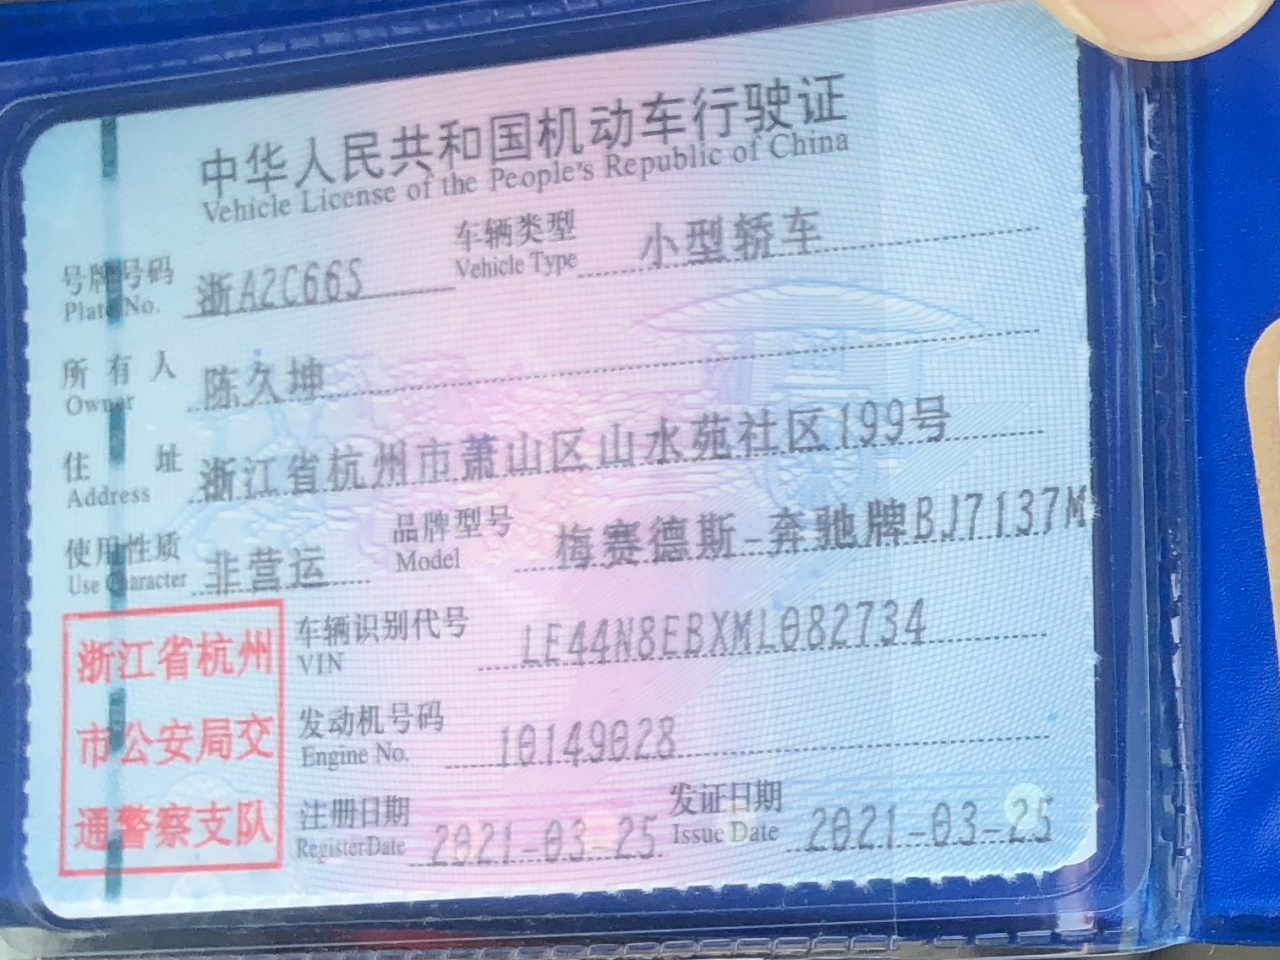 中华人民共和国机动车行驶证
Vehicle License of the People's Republic of China
号牌号码 浙A2C66S 车辆类型 小型轿车
Plate No. Vehicle Type
所有人 陈久坤
Owner
住址 浙江省杭州市萧山区山水苑社区199号
Address
使用性质 非营运 品牌型号 梅赛德斯-奔驰牌BJ7137M
Use Character Model
车辆识别代号 LE44N8EBXML082734
VIN
发动机号码 10149028
Engine No.
注册日期 2021-03-25 发证日期 2021-03-25
Register Date Issue Date
浙江省杭州
市公安局交
通警察支队